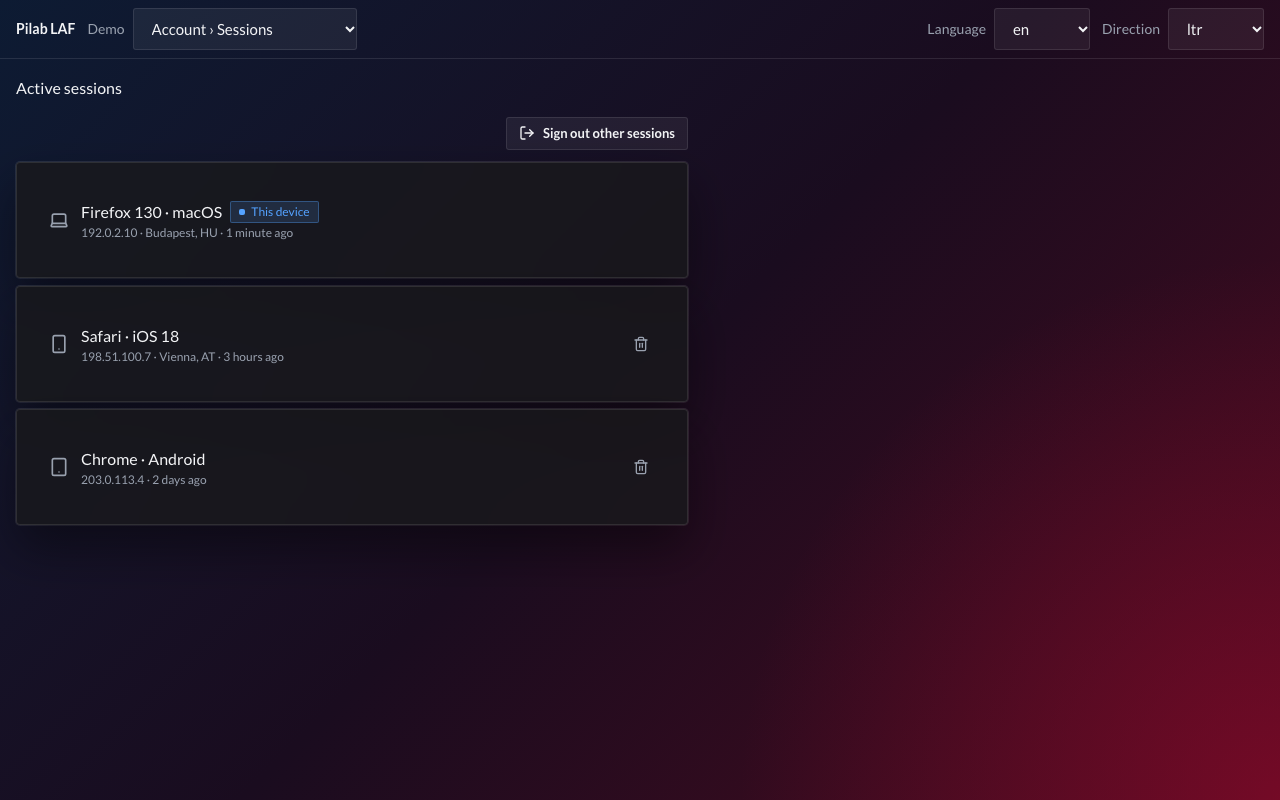 Pilab LAF Demo Account › Sessions Language en Direction ltr
Active sessions
Sign out other sessions
Firefox 130 · macOS This device
192.0.2.10 · Budapest, HU · 1 minute ago
Safari · iOS 18
198.51.100.7 · Vienna, AT · 3 hours ago
Chrome · Android
203.0.113.4 · 2 days ago